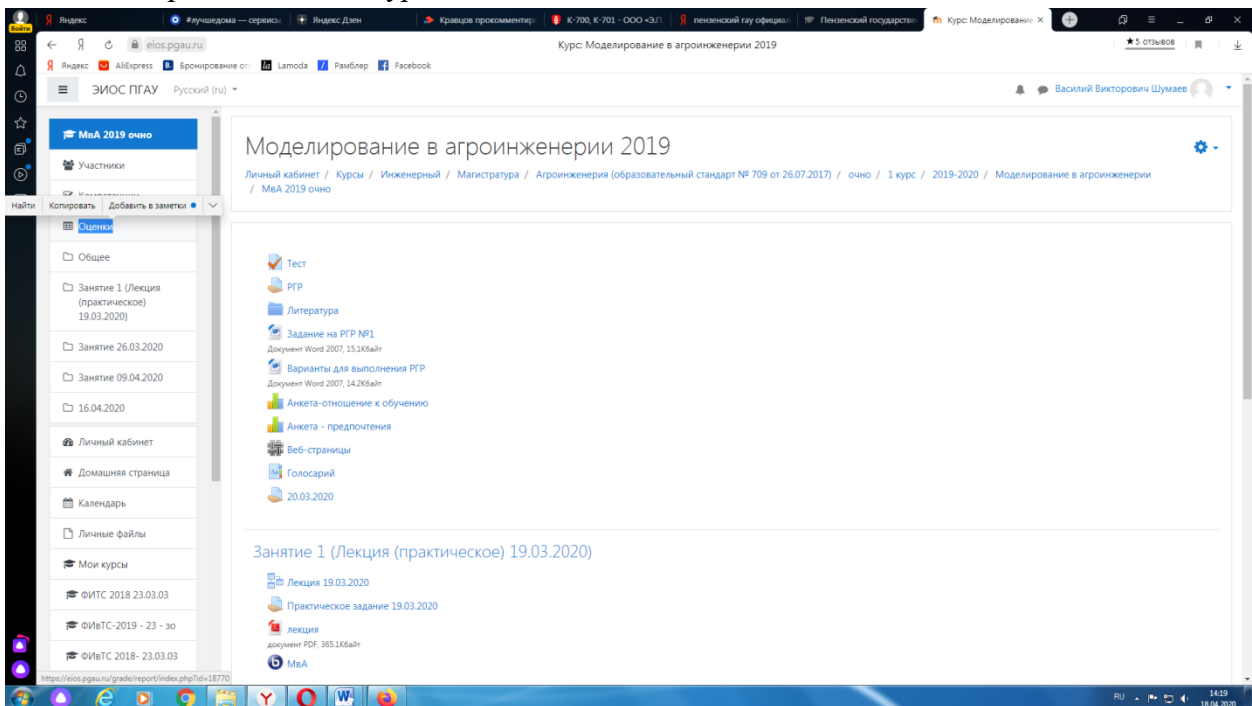 Яндекс
#лучшедома — сервисы
Яндекс Дзен
Кравцов прокомментиро
К-700, К-701 - ООО «Э.Л.
пензенский гау официал
Пензенский государстве
Курс: Моделирование
Войти
eios.pgau.ru
Курс: Моделирование в агроинженерии 2019
★5 отзывов
Яндекс
AliExpress
Бронирование оте
Lamoda
Рамблер
Facebook
ЭИОС ПГАУ
Русский (ru)
Василий Викторович Шумаев
МвА 2019 очно
Участники
Найти
Копировать
Добавить в заметки
Оценки
Общее
Занятие 1 (Лекция
(практическое)
19.03.2020)
Занятие 26.03.2020
Занятие 09.04.2020
16.04.2020
Личный кабинет
Домашняя страница
Календарь
Личные файлы
Мои курсы
ФИТС 2018 23.03.03
ФИвТС-2019 - 23 - зо
ФИвТС 2018- 23.03.03
https://eios.pgau.ru/grade/report/index.php?id=18770
Моделирование в агроинженерии 2019
Личный кабинет / Курсы / Инженерный / Магистратура / Агроинженерия (образовательный стандарт № 709 от 26.07.2017) / очно / 1 курс / 2019-2020 / Моделирование в агроинженерии
/ МвА 2019 очно
Тест
РГР
Литература
Задание на РГР №1
Документ Word 2007, 15.1Кбайт
Варианты для выполнения РГР
Документ Word 2007, 14.2Кбайт
Анкета-отношение к обучению
Анкета - предпочтения
Веб-страницы
Голосарий
20.03.2020
Занятие 1 (Лекция (практическое) 19.03.2020)
Лекция 19.03.2020
Практическое задание 19.03.2020
лекция
документ PDF, 365.1Кбайт
МвА
RU
14:19
18.04.2020